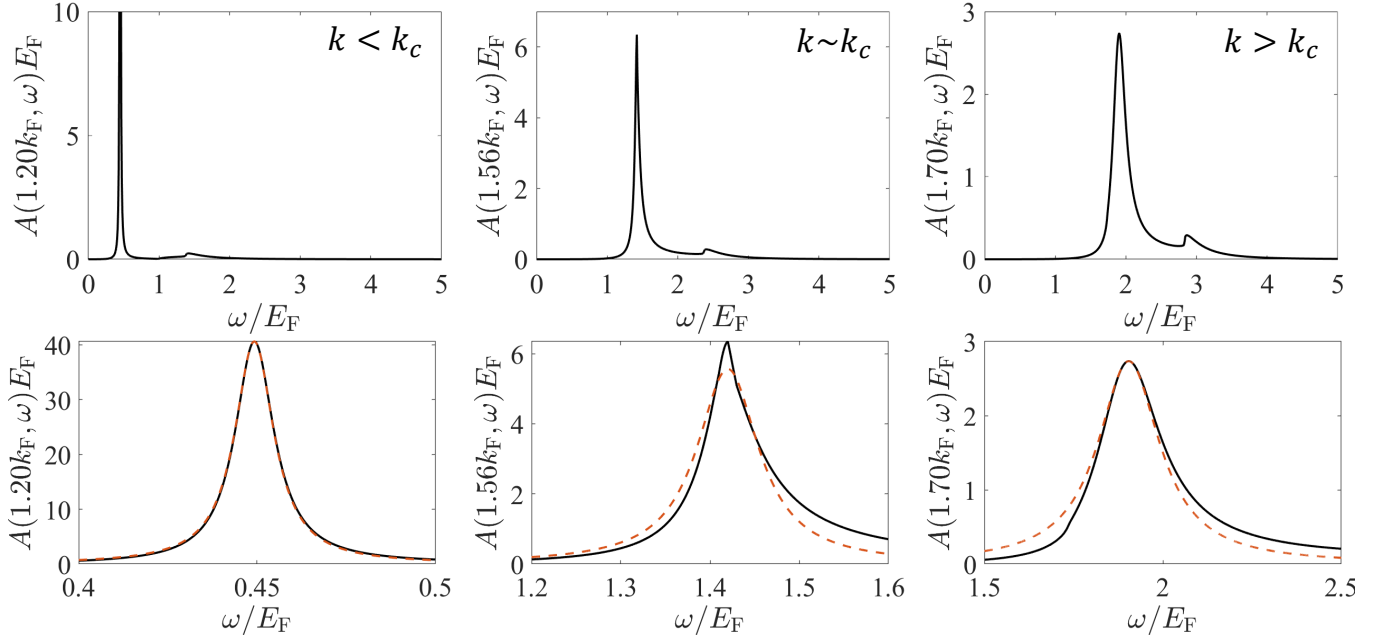 10
5
0
0 1 2 3 4 5
A(1.20k_F, ω)E_F
ω/E_F
k < k_c
6
4
2
0
0 1 2 3 4 5
A(1.56k_F, ω)E_F
ω/E_F
k~k_c
3
2
1
0
0 1 2 3 4 5
A(1.70k_F, ω)E_F
ω/E_F
k > k_c
40
30
20
10
0
0.4 0.45 0.5
A(1.20k_F, ω)E_F
ω/E_F
6
4
2
0
1.2 1.3 1.4 1.5 1.6
A(1.56k_F, ω)E_F
ω/E_F
3
2
1
0
1.5 2 2.5
A(1.70k_F, ω)E_F
ω/E_F